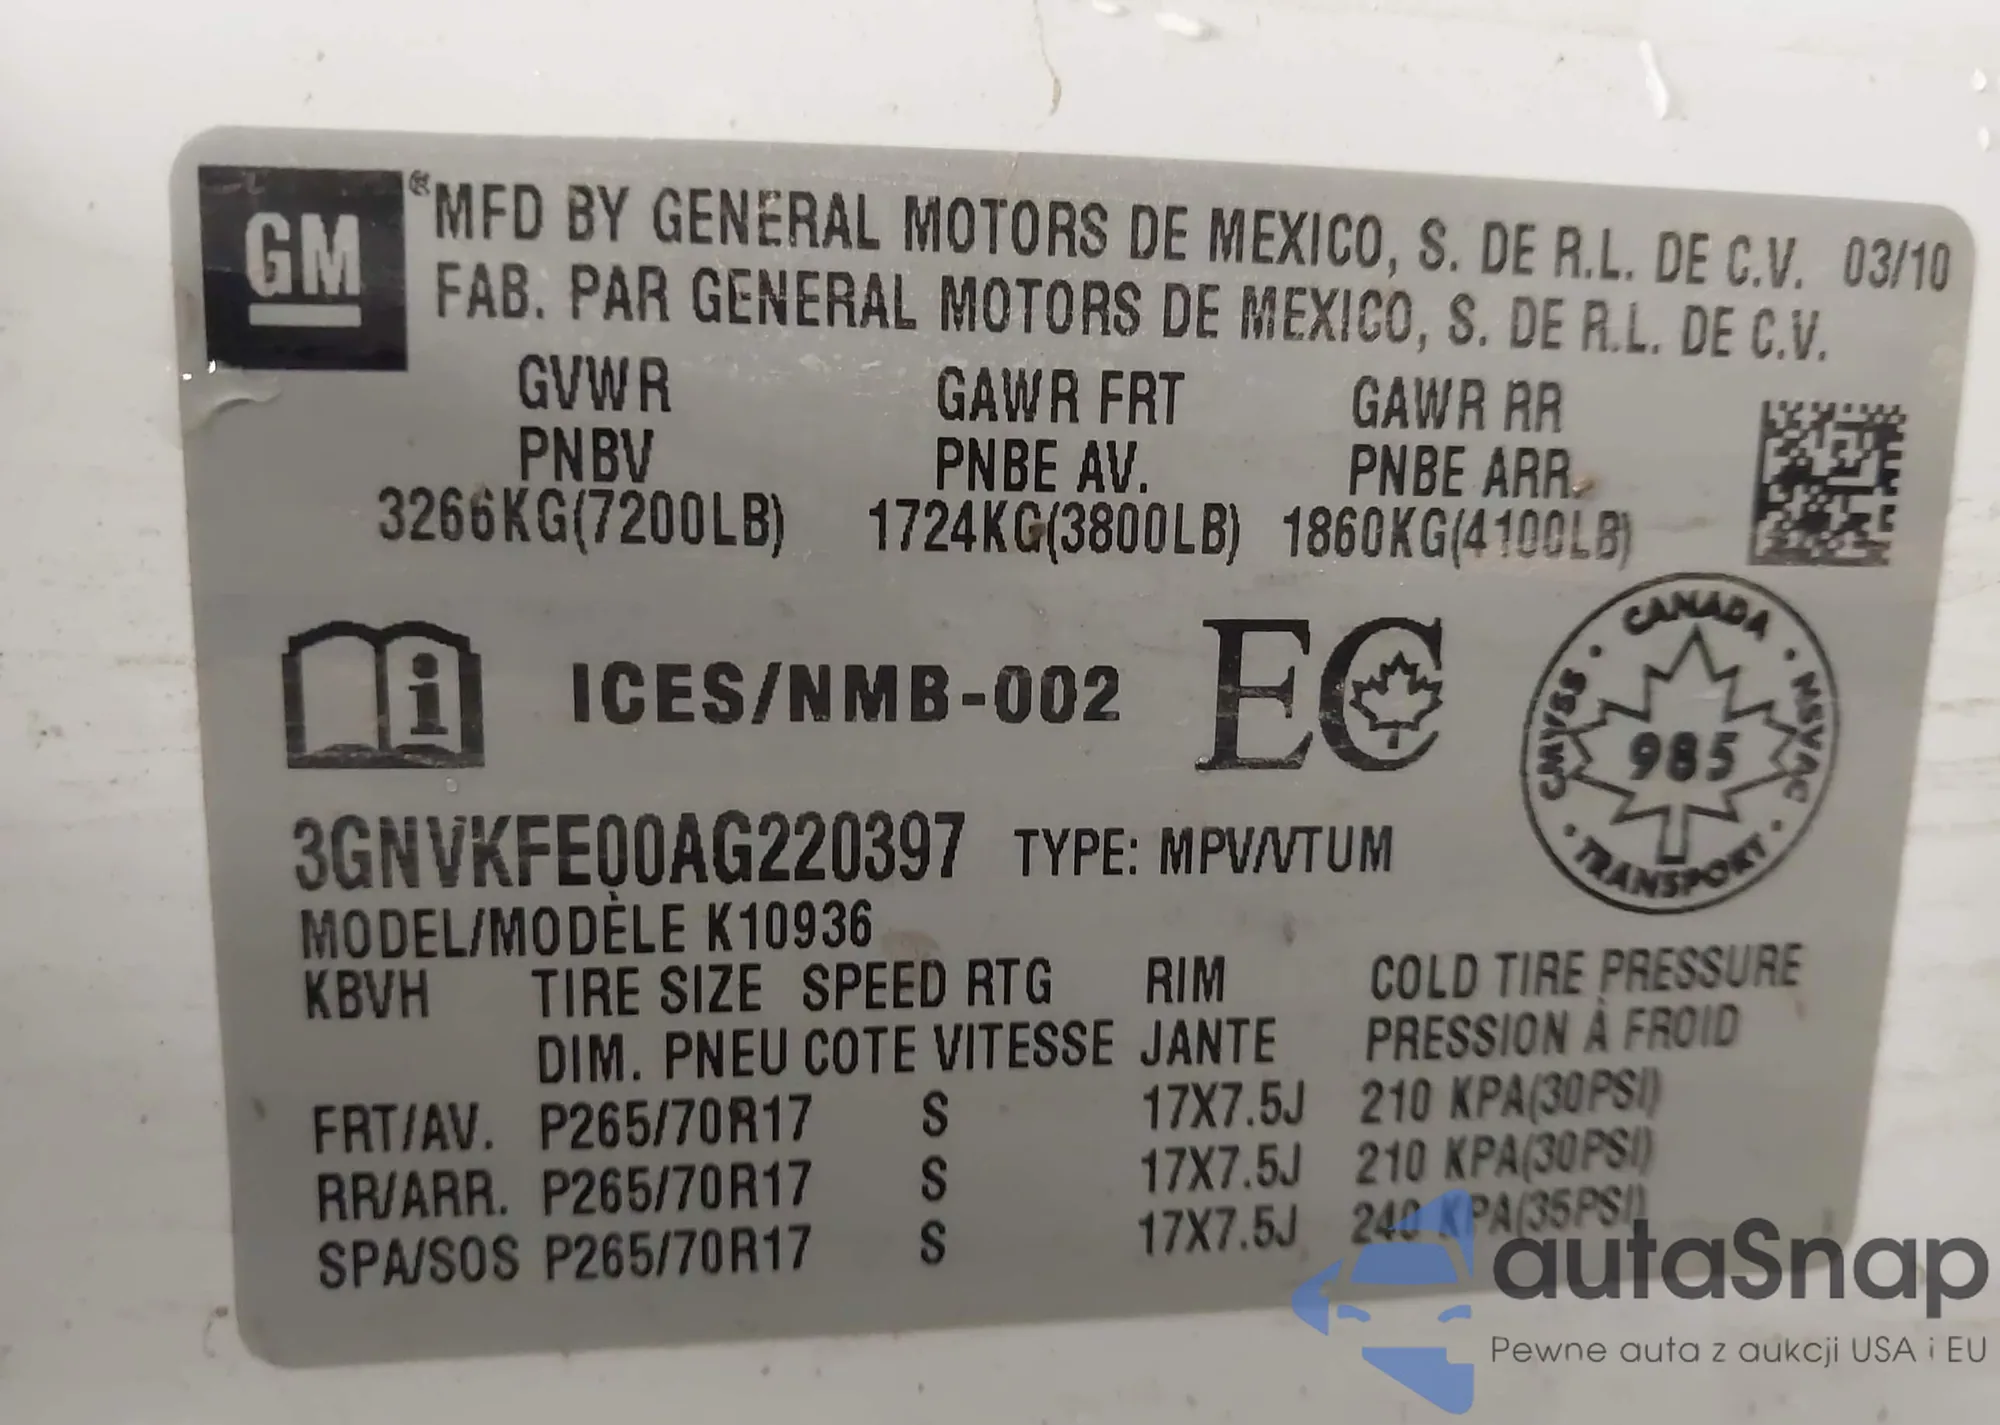 GM
®MFD BY GENERAL MOTORS DE MEXICO, S. DE R.L. DE C.V. 03/10
FAB. PAR GENERAL MOTORS DE MEXICO, S. DE R.L. DE C.V.
GVWR GAWR FRT GAWR RR
PNBV PNBE AV. PNBE ARR.
3266KG(7200LB) 1724KG(3800LB) 1860KG(4100LB)
i ICES/NMB-002 EC
CANADA • MSVAC • TRANSPORT • CMVSS •
985
3GNVKFE00AG220397 TYPE: MPV/VTUM
MODEL/MODÈLE K10936
KBVH TIRE SIZE SPEED RTG RIM COLD TIRE PRESSURE
DIM. PNEU COTE VITESSE JANTE PRESSION À FROID
FRT/AV. P265/70R17 S 17X7.5J 210 KPA(30PSI)
RR/ARR. P265/70R17 S 17X7.5J 210 KPA(30PSI)
SPA/SOS P265/70R17 S 17X7.5J 240 KPA(35PSI)
autaSnap
Pewne auta z aukcji USA i EU